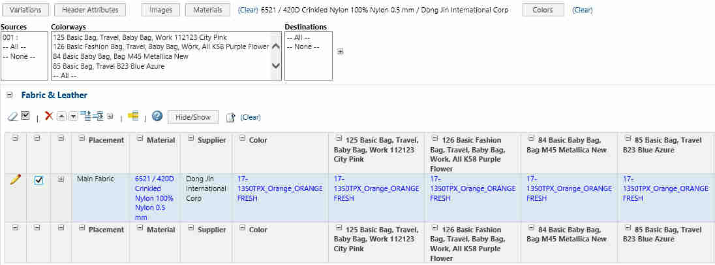 Variations Header Attributes Images Materials (Clear) 6521 / 420D Crinkled Nylon 100% Nylon 0.5 mm / Dong Jin International Corp Colors (Clear)
Sources Colorways Destinations
001 : 125 Basic Bag, Travel, Baby Bag, Work 112123 City Pink -- All --
-- All -- 126 Basic Fashion Bag, Travel, Baby Bag, Work, All K58 Purple Flower -- None --
-- None -- 84 Basic Baby Bag, Bag M45 Metallica New
85 Basic Bag, Travel B23 Blue Azure
-- All --
Fabric & Leather
Hide/Show (Clear)
Placement Material Supplier Color 125 Basic Bag, Travel, 126 Basic Fashion 84 Basic Baby Bag, 85 Basic Bag, Travel
Baby Bag, Work 112123 Bag, Travel, Baby Bag, Bag M45 Metallica New B23 Blue Azure
City Pink Work, All K58 Purple
Flower
Main Fabric 6521 / 420D Dong Jin 17- 17- 17- 17- 17-
Crinkled International 1350TPX_Orange_ORANGE 1350TPX_Orange_ORANGE 1350TPX_Orange_ORANGE 1350TPX_Orange_ORANGE 1350TPX_Orange_ORANGE
Nylon 100% Corp FRESH FRESH FRESH FRESH FRESH
Nylon 0.5
mm
Placement Material Supplier Color 125 Basic Bag, Travel, 126 Basic Fashion 84 Basic Baby Bag, 85 Basic Bag, Travel
Baby Bag, Work 112123 Bag, Travel, Baby Bag, Bag M45 Metallica New B23 Blue Azure
City Pink Work, All K58 Purple
Flower